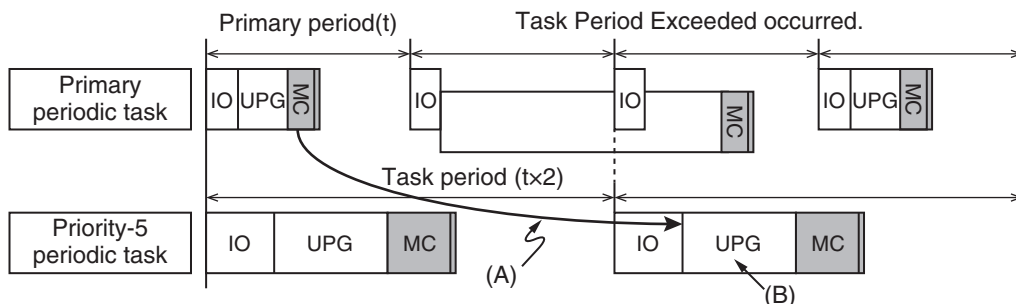 Primary period(t)
Task Period Exceeded occurred.
Primary
periodic task
IO
UPG
MC
IO
MC
IO
IO
UPG
MC
Task period (t×2)
Priority-5
periodic task
IO
UPG
MC
IO
UPG
MC
(A)
(B)